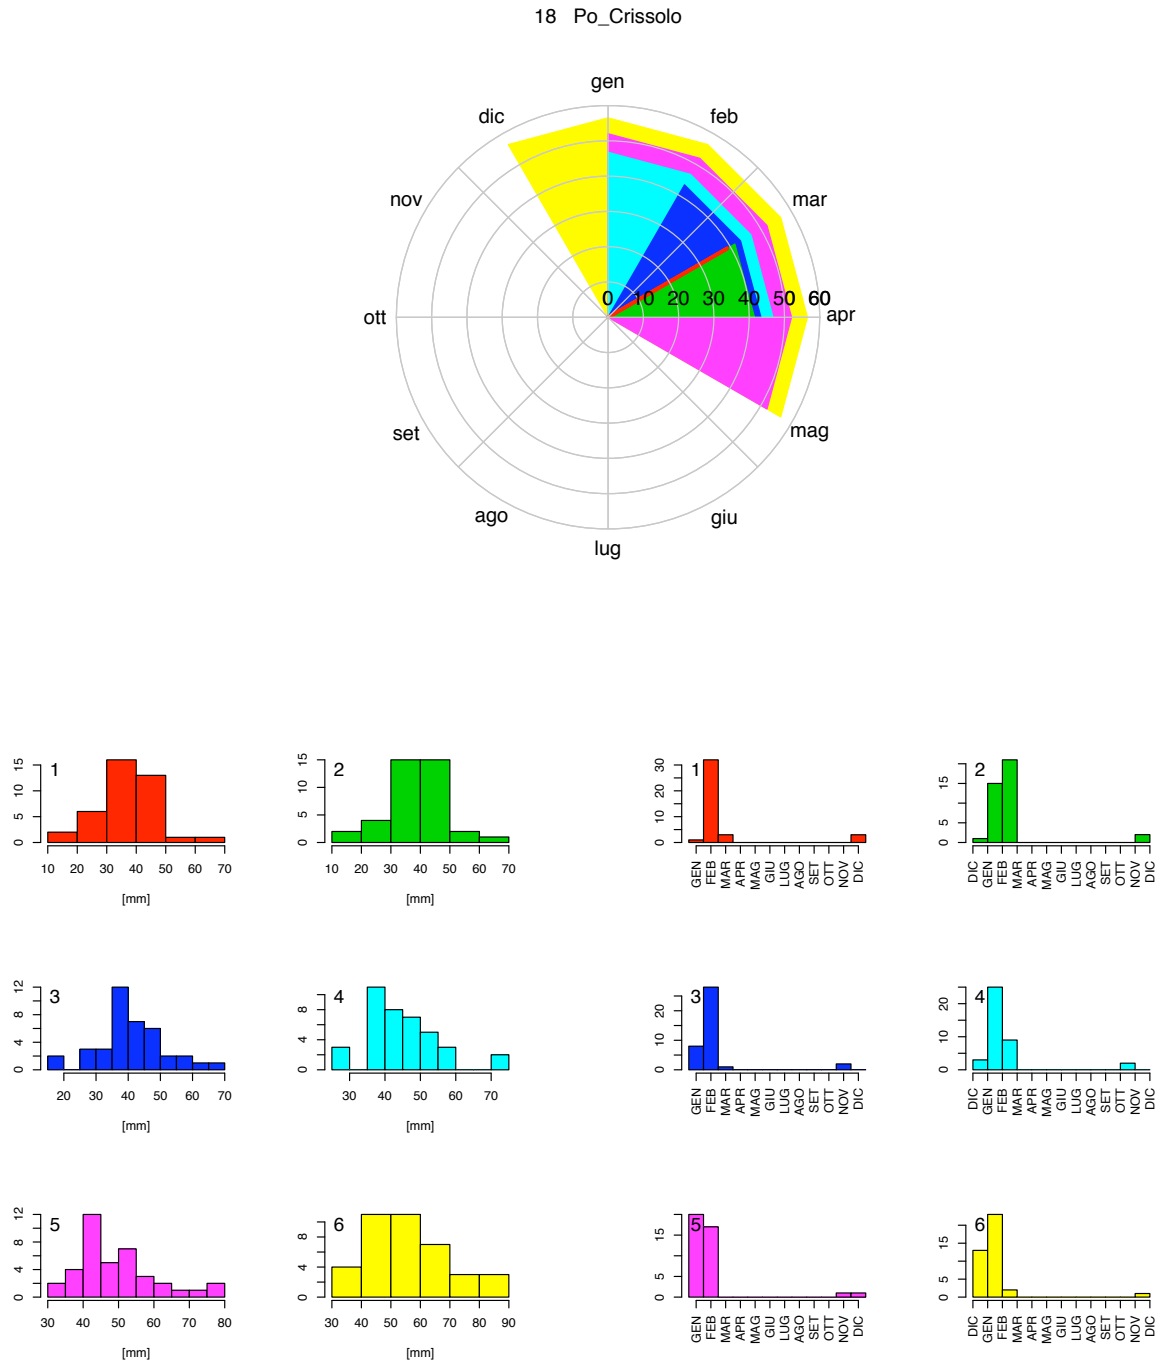 18 Po_Crissolo
gen
dic
feb
nov
mar
0 10 20 30 40 50 60
ott
apr
set
mag
ago
giu
lug
1
0 5 10 15
10 20 30 40 50 60 70
[mm]
2
0 5 10 15
10 20 30 40 50 60 70
[mm]
1
0 10 20 30
GEN FEB MAR APR MAG GIU LUG AGO SET OTT NOV DIC
2
0 5 15
DIC GEN FEB MAR APR MAG GIU LUG AGO SET OTT NOV DIC
3
0 4 8 12
20 30 40 50 60 70
[mm]
4
0 4 8
30 40 50 60 70
[mm]
3
0 10 20
GEN FEB MAR APR MAG GIU LUG AGO SET OTT NOV DIC
4
0 10 20
DIC GEN FEB MAR APR MAG GIU LUG AGO SET OTT NOV DIC
5
0 4 8 12
30 40 50 60 70 80
[mm]
6
0 4 8
30 40 50 60 70 80 90
[mm]
5
0 5 15
GEN FEB MAR APR MAG GIU LUG AGO SET OTT NOV DIC
6
0 5 15
DIC GEN FEB MAR APR MAG GIU LUG AGO SET OTT NOV DIC